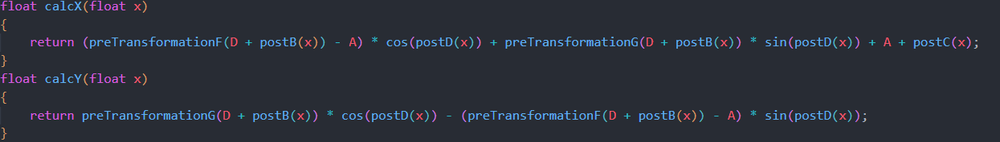 float calcX(float x)
{
    return (preTransformationF(D + postB(x)) - A) * cos(postD(x)) + preTransformationG(D + postB(x)) * sin(postD(x)) + A + postC(x);
}
float calcY(float x)
{
    return preTransformationG(D + postB(x)) * cos(postD(x)) - (preTransformationF(D + postB(x)) - A) * sin(postD(x));
}